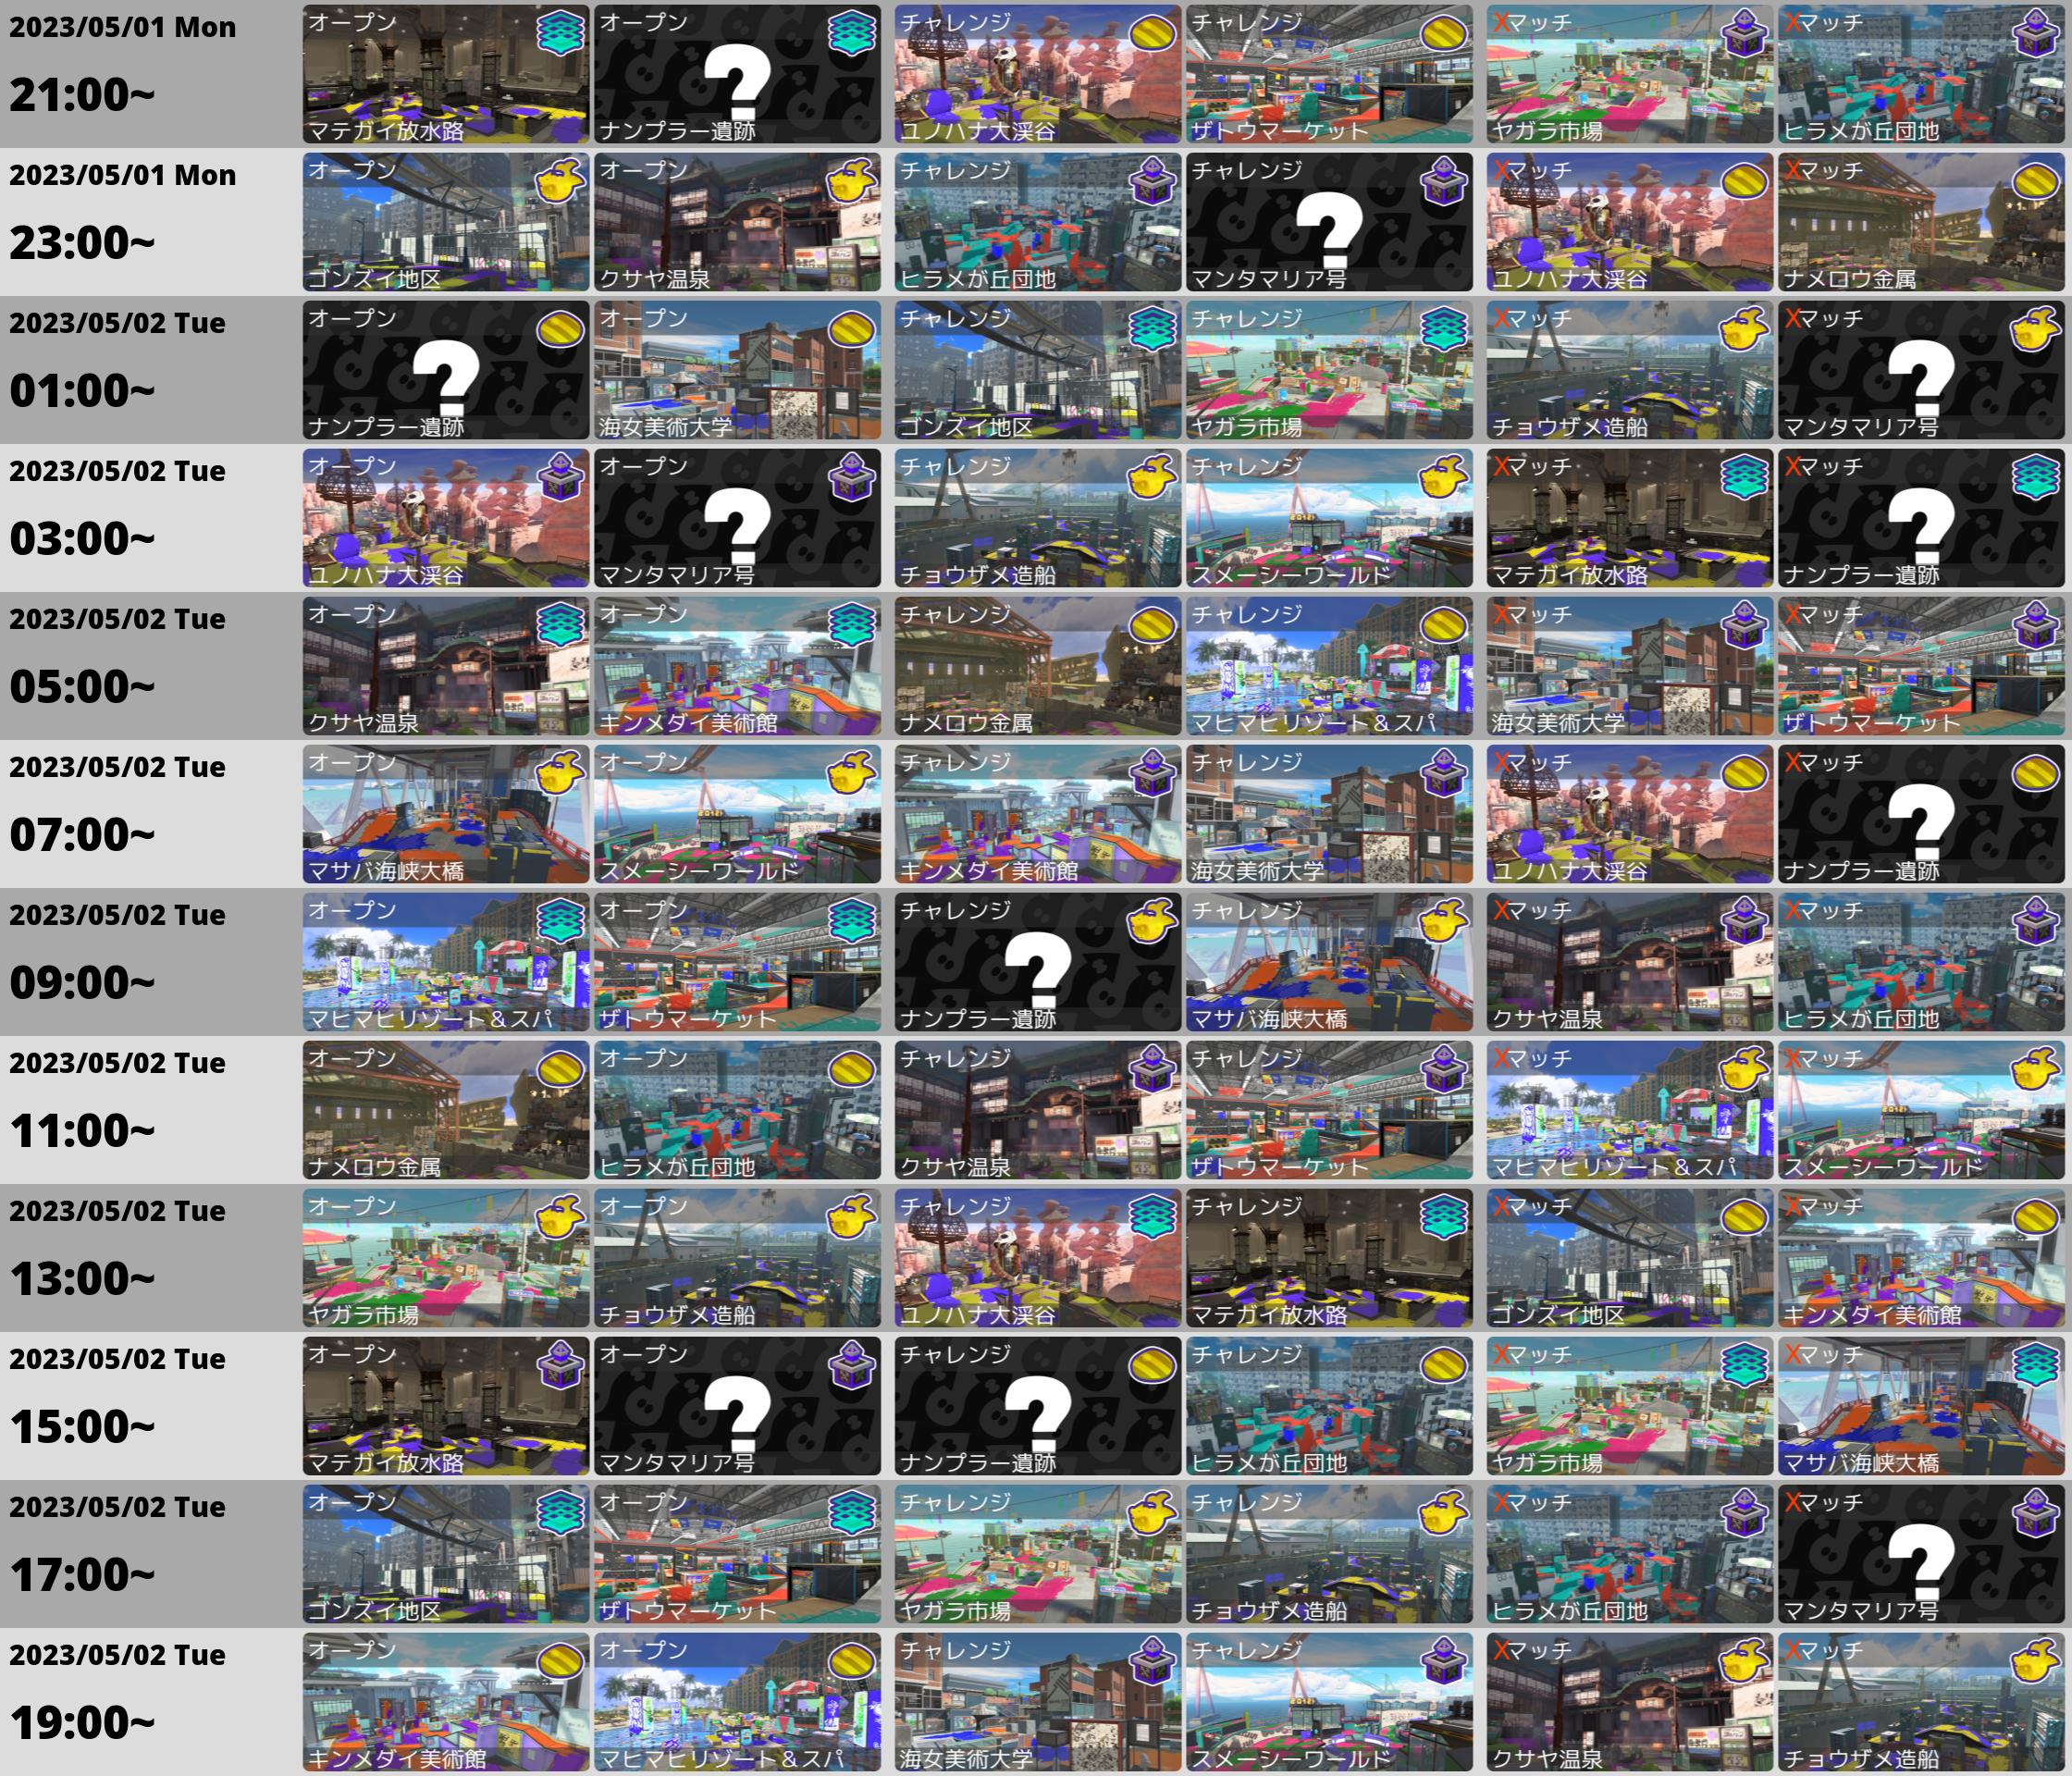 2023/05/01 Mon
21:00~
オープン オープン チャレンジ チャレンジ Xマッチ Xマッチ
マテガイ放水路 ナンプラー遺跡 ユノハナ大渓谷 ザトウマーケット ヤガラ市場 ヒラメが丘団地
2023/05/01 Mon
23:00~
オープン オープン チャレンジ チャレンジ Xマッチ Xマッチ
ゴンズイ地区 クサヤ温泉 ヒラメが丘団地 マンタマリア号 ユノハナ大渓谷 ナメロウ金属
2023/05/02 Tue
01:00~
オープン オープン チャレンジ チャレンジ Xマッチ Xマッチ
ナンプラー遺跡 海女美術大学 ゴンズイ地区 ヤガラ市場 チョウザメ造船 マンタマリア号
2023/05/02 Tue
03:00~
オープン オープン チャレンジ チャレンジ Xマッチ Xマッチ
ユノハナ大渓谷 マンタマリア号 チョウザメ造船 スメーシーワールド マテガイ放水路 ナンプラー遺跡
2023/05/02 Tue
05:00~
オープン オープン チャレンジ チャレンジ Xマッチ Xマッチ
クサヤ温泉 キンメダイ美術館 ナメロウ金属 マヒマヒリゾート＆スパ 海女美術大学 ザトウマーケット
2023/05/02 Tue
07:00~
オープン オープン チャレンジ チャレンジ Xマッチ Xマッチ
マサバ海峡大橋 スメーシーワールド キンメダイ美術館 海女美術大学 ユノハナ大渓谷 ナンプラー遺跡
2023/05/02 Tue
09:00~
オープン オープン チャレンジ チャレンジ Xマッチ Xマッチ
マヒマヒリゾート＆スパ ザトウマーケット ナンプラー遺跡 マサバ海峡大橋 クサヤ温泉 ヒラメが丘団地
2023/05/02 Tue
11:00~
オープン オープン チャレンジ チャレンジ Xマッチ Xマッチ
ナメロウ金属 ヒラメが丘団地 クサヤ温泉 ザトウマーケット マヒマヒリゾート＆スパ スメーシーワールド
2023/05/02 Tue
13:00~
オープン オープン チャレンジ チャレンジ Xマッチ Xマッチ
ヤガラ市場 チョウザメ造船 ユノハナ大渓谷 マテガイ放水路 ゴンズイ地区 キンメダイ美術館
2023/05/02 Tue
15:00~
オープン オープン チャレンジ チャレンジ Xマッチ Xマッチ
マテガイ放水路 マンタマリア号 ナンプラー遺跡 ヒラメが丘団地 ヤガラ市場 マサバ海峡大橋
2023/05/02 Tue
17:00~
オープン オープン チャレンジ チャレンジ Xマッチ Xマッチ
ゴンズイ地区 ザトウマーケット ヤガラ市場 チョウザメ造船 ヒラメが丘団地 マンタマリア号
2023/05/02 Tue
19:00~
オープン オープン チャレンジ チャレンジ Xマッチ Xマッチ
キンメダイ美術館 マヒマヒリゾート＆スパ 海女美術大学 スメーシーワールド クサヤ温泉 チョウザメ造船